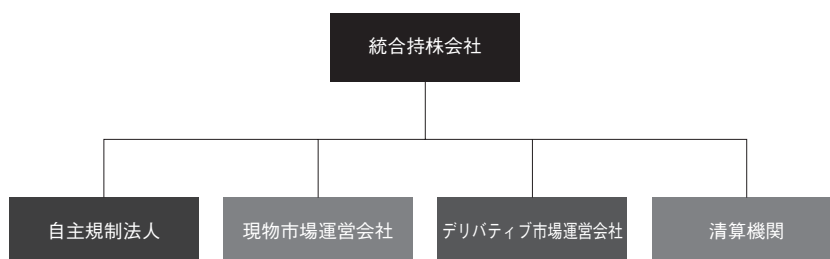 統合持株会社
自主規制法人
現物市場運営会社
デリバティブ市場運営会社
清算機関